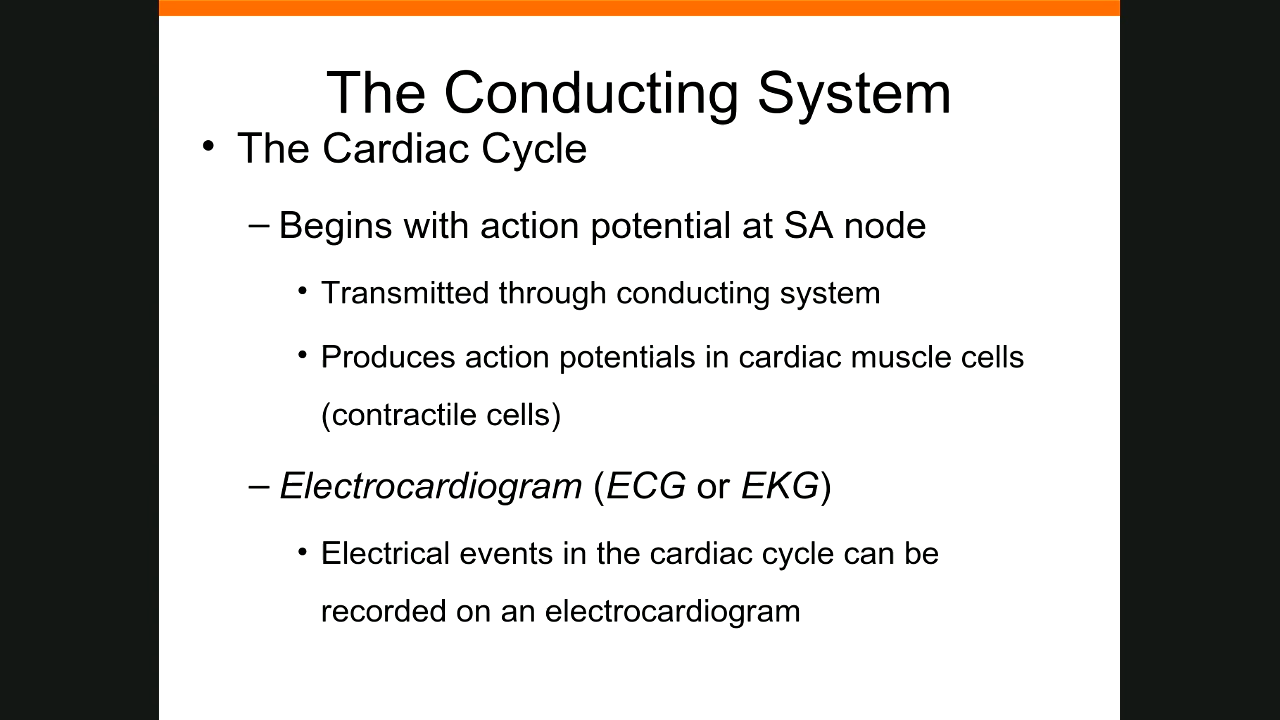 The Conducting System
• The Cardiac Cycle
– Begins with action potential at SA node
• Transmitted through conducting system
• Produces action potentials in cardiac muscle cells
(contractile cells)
– Electrocardiogram (ECG or EKG)
• Electrical events in the cardiac cycle can be
recorded on an electrocardiogram